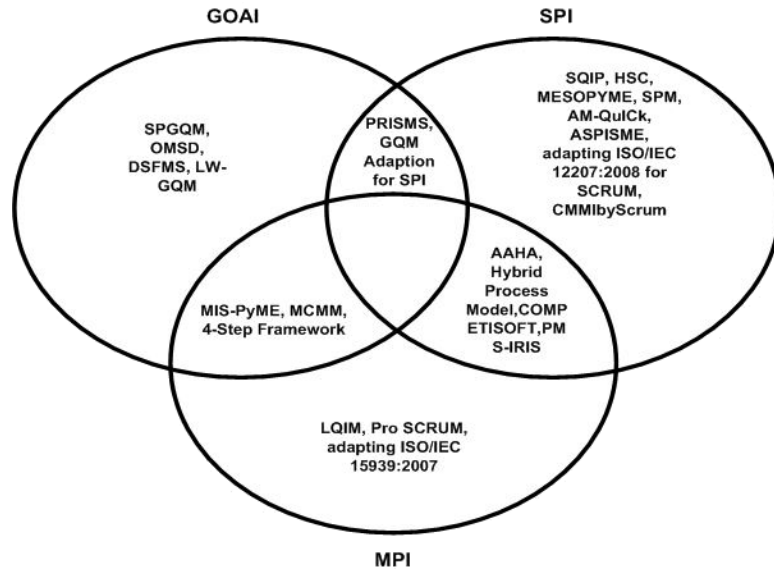 GOAI
SPI
SPGQM,
OMSD,
DSFMS, LW-
GQM
PRISMS,
GQM
Adaption
for SPI
SQIP, HSC,
MESOPYME, SPM,
AM-QuICk,
ASPISME,
adapting ISO/IEC
12207:2008 for
SCRUM,
CMMIbyScrum
MIS-PyME, MCMM,
4-Step Framework
AAHA,
Hybrid
Process
Model,COMP
ETISOFT,PM
S-IRIS
LQIM, Pro SCRUM,
adapting ISO/IEC
15939:2007
MPI